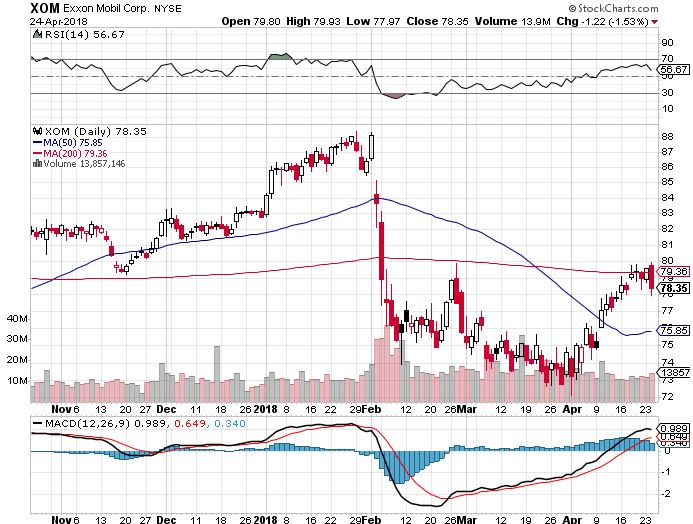 XOM Exxon Mobil Corp. NYSE © StockCharts.com
24-Apr-2018 Open 79.80 High 79.93 Low 77.97 Close 78.35 Volume 13.9M Chg -1.22 (-1.53%)
RSI(14) 56.67
90
70
56.67
50
30
10
XOM (Daily) 78.35
MA(50) 75.85
MA(200) 79.36
Volume 13,857,146
88
87
86
85
84
83
82
81
80
79.36
78.35
77
75.85
75
74
73
72
40M
30M
20M
10M
Nov 6 13 20 27 Dec 11 18 26 2018 8 16 22 29 Feb 12 20 26 Mar 12 19 26 Apr 9 16 23
MACD(12,26,9) 0.989, 0.649, 0.340
0.989
0.649
0.340
0
-1
-2
Nov 6 13 20 27 Dec 11 18 26 2018 8 16 22 29 Feb 12 20 26 Mar 12 19 26 Apr 9 16 23